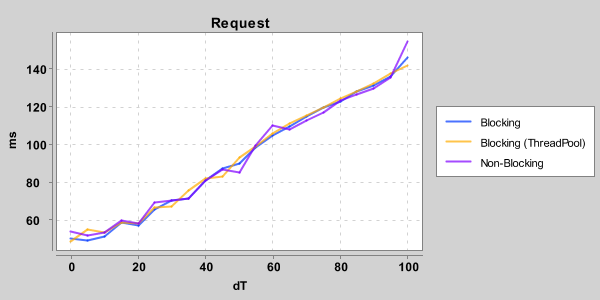 Request
140
120
100
80
60
ms
0 20 40 60 80 100
dT
Blocking
Blocking (ThreadPool)
Non-Blocking